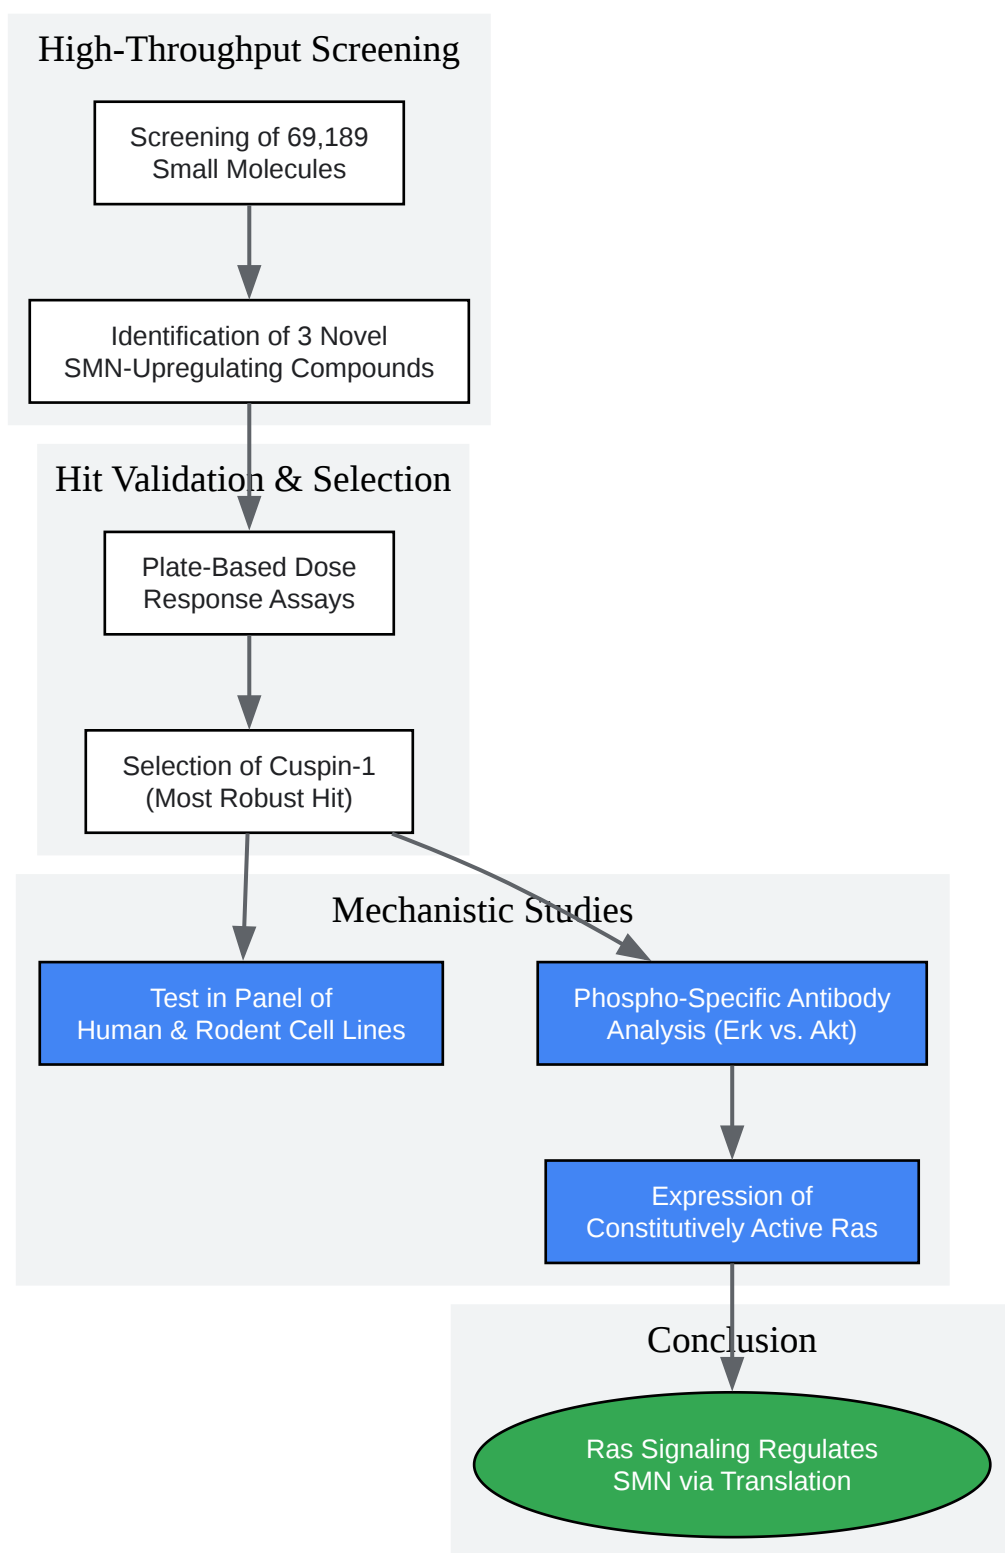 High-Throughput Screening
Screening of 69,189
Small Molecules
Identification of 3 Novel
SMN-Upregulating Compounds
Hit Validation & Selection
Plate-Based Dose
Response Assays
Selection of Cuspin-1
(Most Robust Hit)
Mechanistic Studies
Test in Panel of
Human & Rodent Cell Lines
Phospho-Specific Antibody
Analysis (Erk vs. Akt)
Expression of
Constitutively Active Ras
Conclusion
Ras Signaling Regulates
SMN via Translation